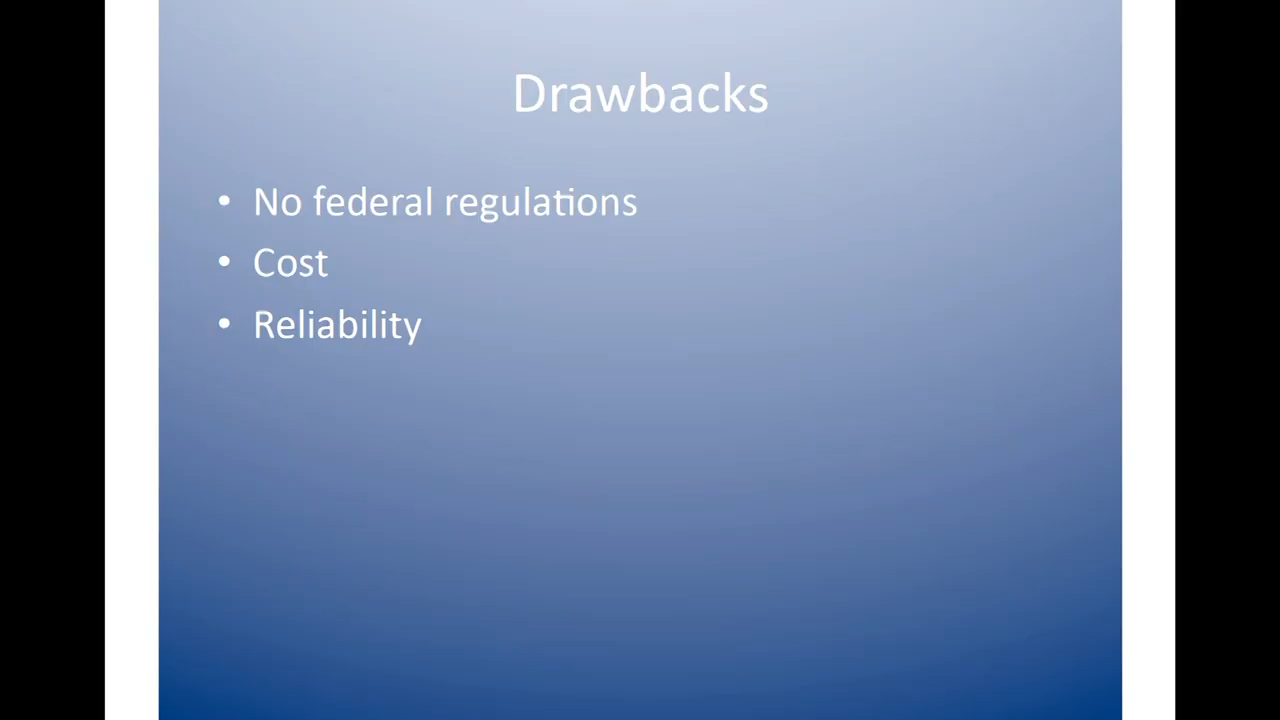 Drawbacks
• No federal regulations
• Cost
• Reliability